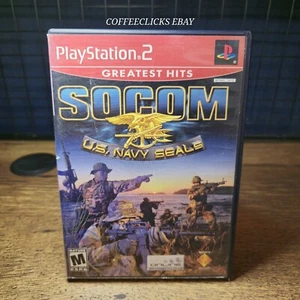 COFFEECLICKS EBAY
PlayStation.2
GREATEST HITS
SOCOM
U.S. NAVY SEALS
M